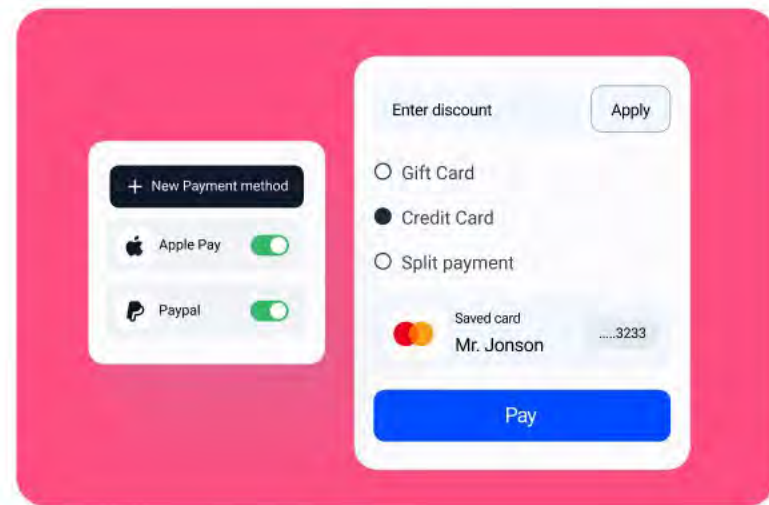 New Payment method
Apple Pay
Paypal
Enter discount
Apply
Gift Card
Credit Card
Split payment
Saved card
Mr. Jonson
.....3233
Pay